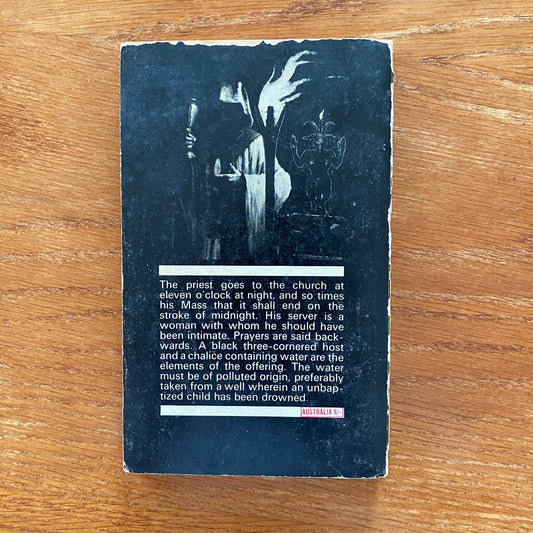 The priest goes to the church at
eleven o'clock at night, and so times
his Mass that it shall end on the
stroke of midnight. His server is a
woman with whom he should have
been intimate. Prayers are said back-
wards. A black three-cornered host
and a chalice containing water are the
elements of the offering. The water
must be of polluted origin, preferably
taken from a well wherein an unbap-
tized child has been drowned.
AUSTRALIA 8/-